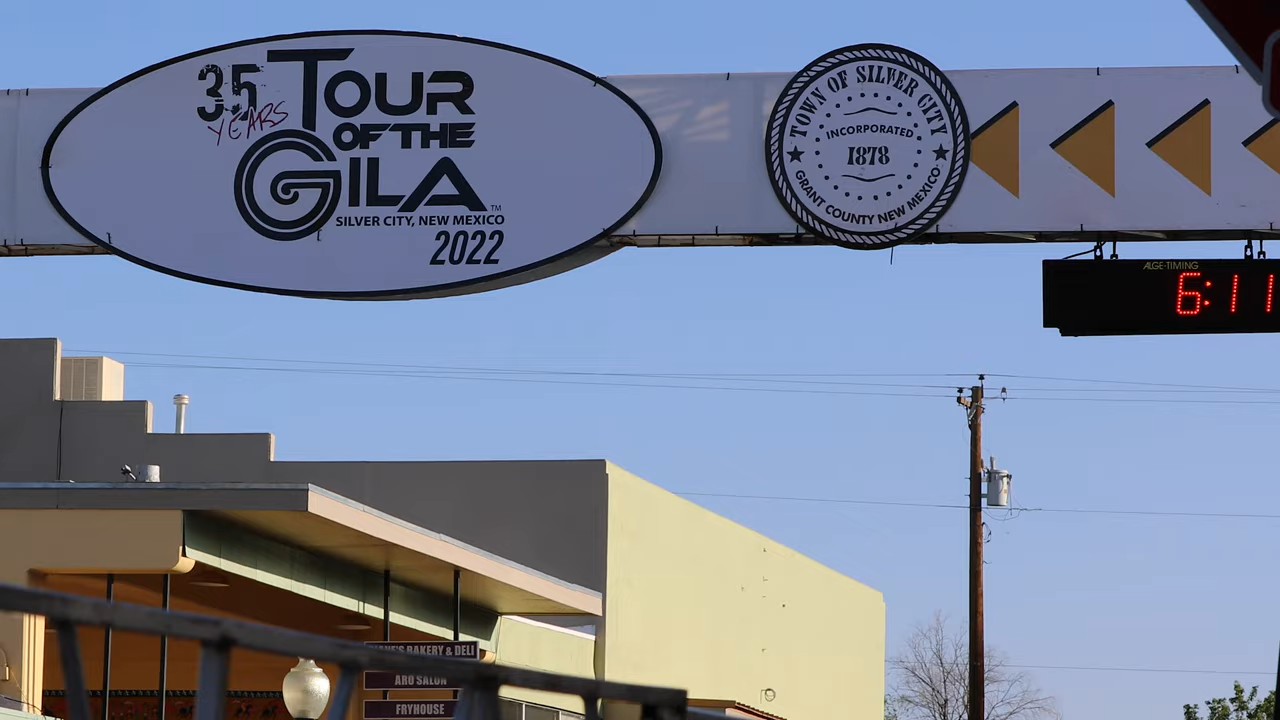 35
YEARS
TOUR
OF THE
GILA
TM
SILVER CITY, NEW MEXICO
2022
TOWN OF SILVER CITY
INCORPORATED
1878
GRANT COUNTY NEW MEXICO
ALGE-TIMING
6:11
BAKERY & DELI
ARO SALON
FRYHOUSE